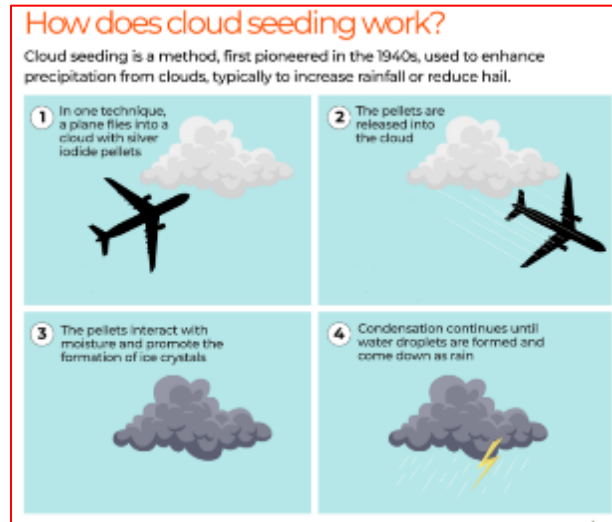 How does cloud seeding work?
Cloud seeding is a method, first pioneered in the 1940s, used to enhance
precipitation from clouds, typically to increase rainfall or reduce hail.
1 In one technique,
a plane flies into a
cloud with silver
iodide pellets
2 The pellets are
released into
the cloud
3 The pellets interact with
moisture and promote the
formation of ice crystals
4 Condensation continues until
water droplets are formed and
come down as rain